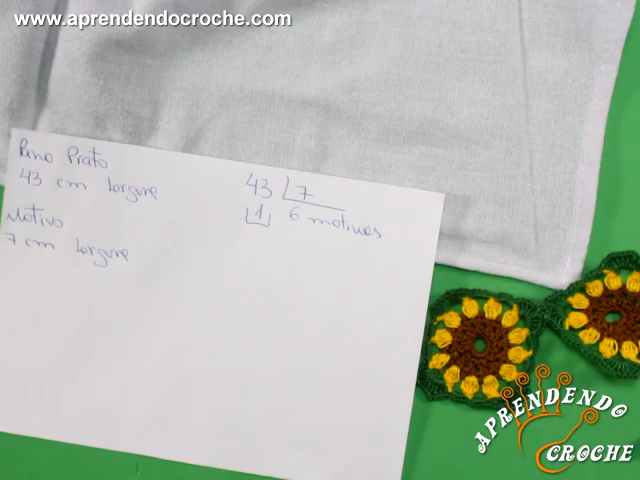 www.aprendendocroche.com
Pano Prato
43 cm largura
Motivo
7 cm largura
43 7
1 6 motivos
APRENDENDO
CROCHE